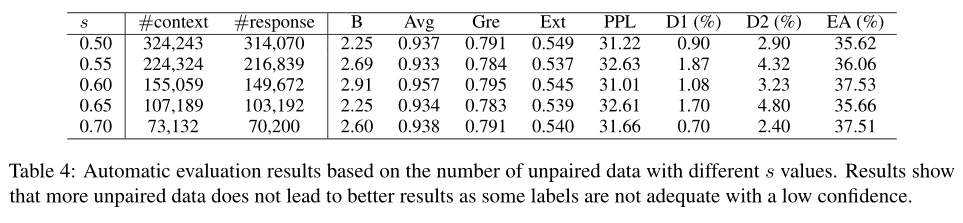 s #context #response B Avg Gre Ext PPL D1 (%) D2 (%) EA (%)
0.50 324,243 314,070 2.25 0.937 0.791 0.549 31.22 0.90 2.90 35.62
0.55 224,324 216,839 2.69 0.933 0.784 0.537 32.63 1.87 4.32 36.06
0.60 155,059 149,672 2.91 0.957 0.795 0.545 31.01 1.08 3.23 37.53
0.65 107,189 103,192 2.25 0.934 0.783 0.539 32.61 1.70 4.80 35.66
0.70 73,132 70,200 2.60 0.938 0.791 0.540 31.66 0.70 2.40 37.51
Table 4: Automatic evaluation results based on the number of unpaired data with different s values. Results show
that more unpaired data does not lead to better results as some labels are not adequate with a low confidence.